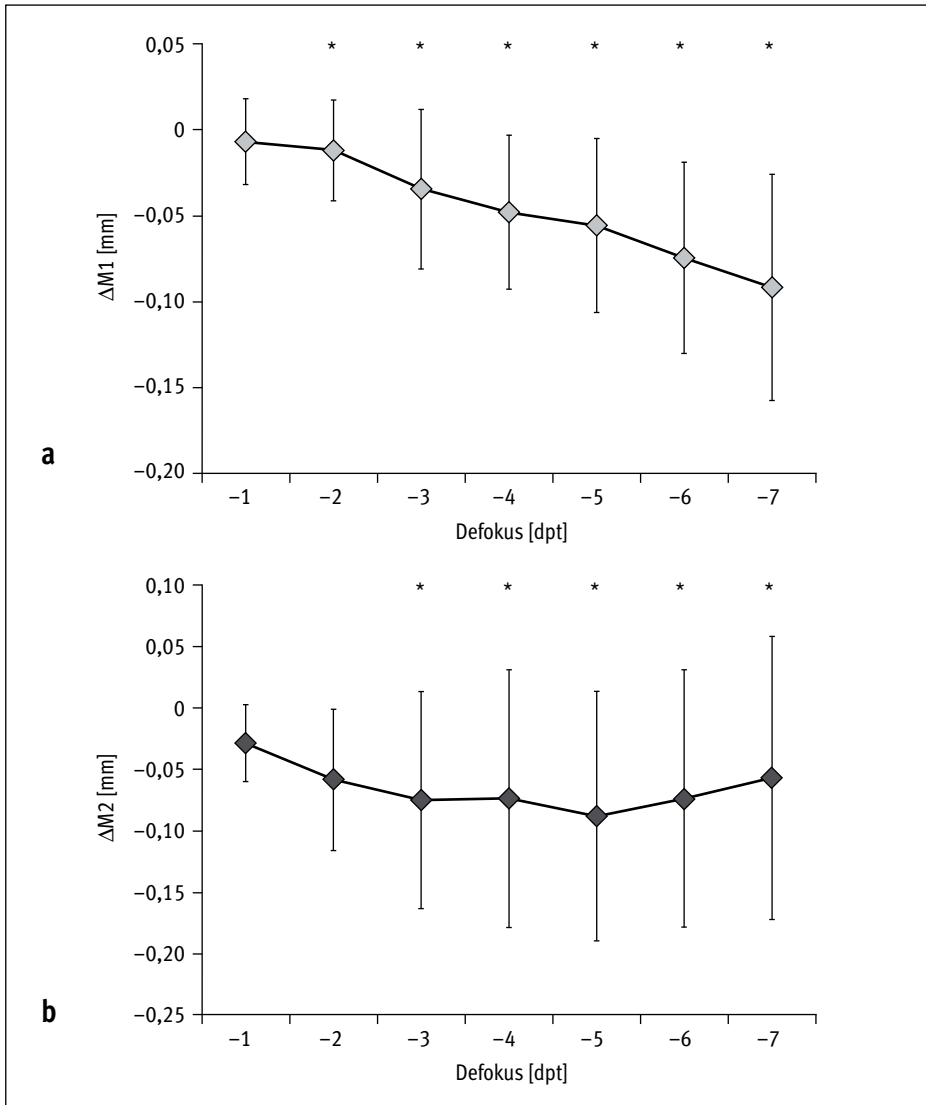 * * * * * *
0,05
0
−0,05
−0,10
−0,15
−0,20
ΔM1 [mm]
a
−1 −2 −3 −4 −5 −6 −7
Defokus [dpt]
* * * * *
0,10
0,05
0
−0,05
−0,10
−0,15
−0,20
−0,25
ΔM2 [mm]
b
−1 −2 −3 −4 −5 −6 −7
Defokus [dpt]